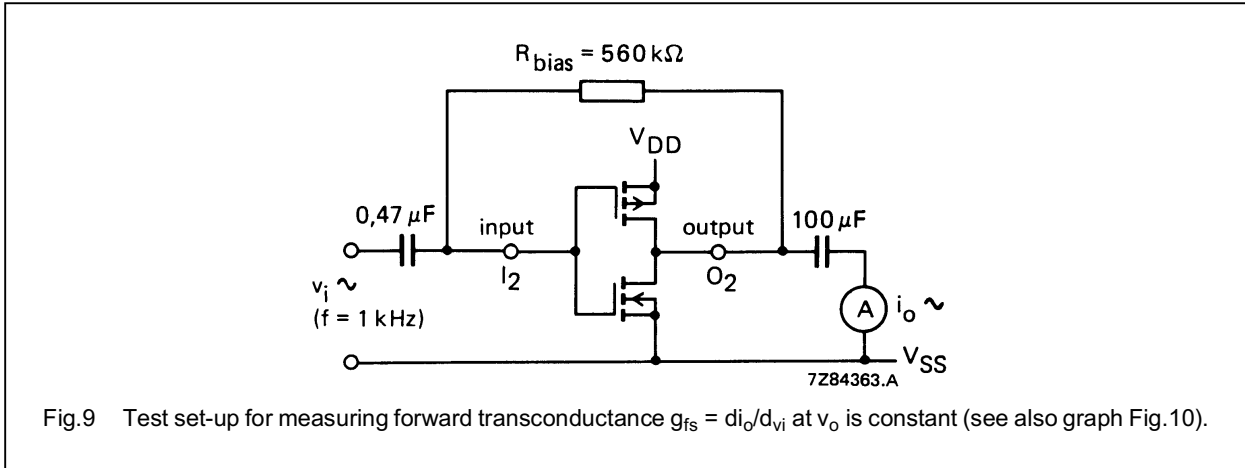 R_bias = 560 kΩ
V_DD
0,47 µF
input
output
100 µF
I_2
O_2
v_i ∼
(f = 1 kHz)
A
i_o ∼
V_SS
7Z84363.A
Fig.9 Test set-up for measuring forward transconductance g_fs = di_o/d_vi at v_o is constant (see also graph Fig.10).